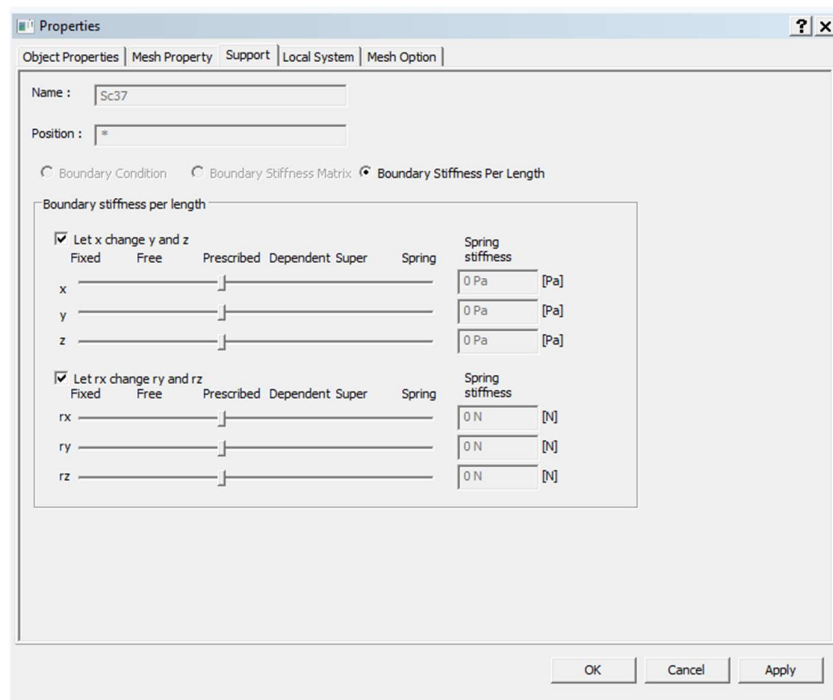 Properties
Object Properties Mesh Property Support Local System Mesh Option
Name : Sc37
Position : *
Boundary Condition Boundary Stiffness Matrix Boundary Stiffness Per Length
Boundary stiffness per length
Let x change y and z
Fixed Free Prescribed Dependent Super Spring Spring stiffness
x 0 Pa [Pa]
y 0 Pa [Pa]
z 0 Pa [Pa]
Let rx change ry and rz
Fixed Free Prescribed Dependent Super Spring Spring stiffness
rx 0 N [N]
ry 0 N [N]
rz 0 N [N]
OK Cancel Apply